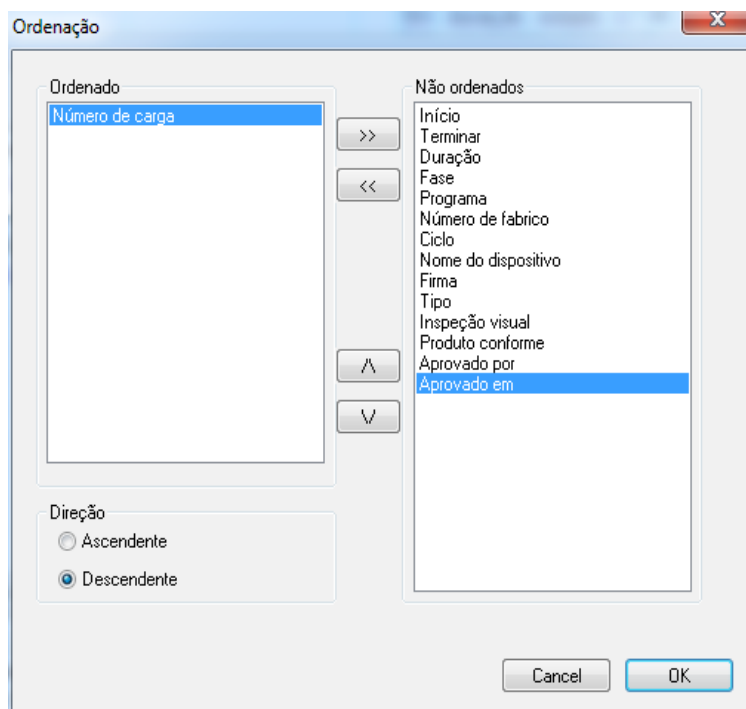 Ordenação
Ordenado
Número de carga
>>
<<
/\
\/
Direção
Ascendente
Descendente
Não ordenados
Início
Terminar
Duração
Fase
Programa
Número de fabrico
Ciclo
Nome do dispositivo
Firma
Tipo
Inspeção visual
Produto conforme
Aprovado por
Aprovado em
Cancel
OK